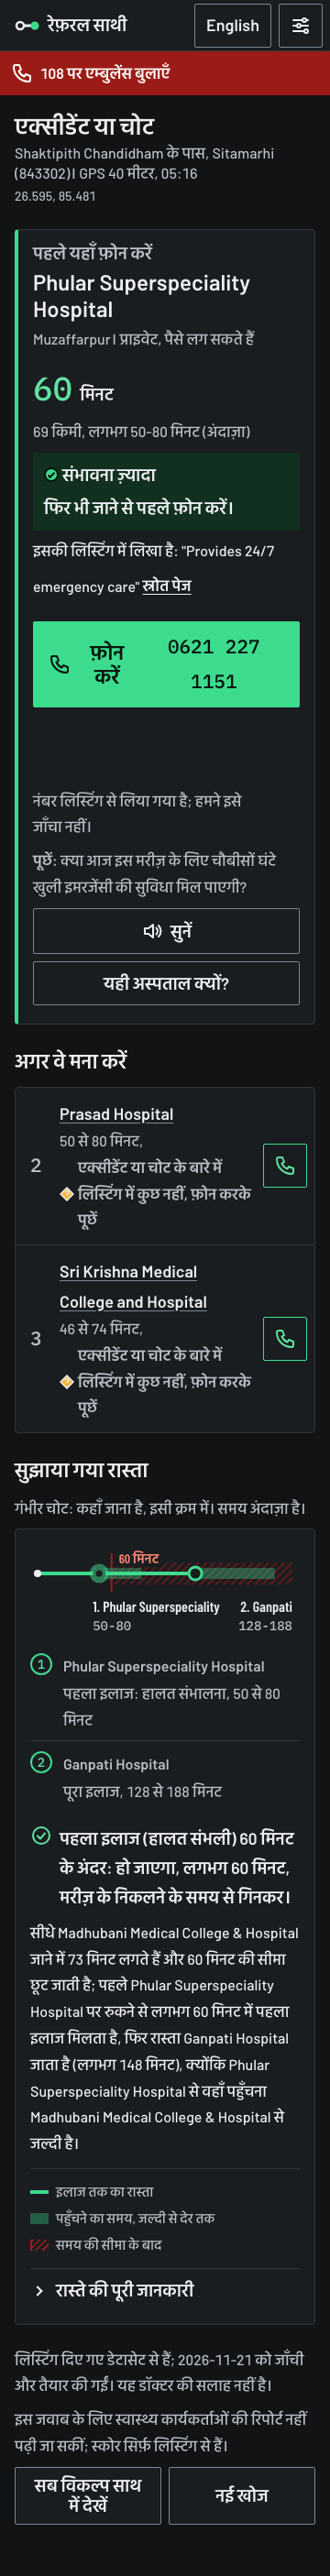 रेफ़रल साथी
English
108 पर एम्बुलेंस बुलाएँ
एक्सीडेंट या चोट
Shaktipith Chandidham के पास, Sitamarhi
(843302)। GPS 40 मीटर, 05:16
26.595, 85.481
पहले यहाँ फ़ोन करें
Phular Superspeciality
Hospital
Muzaffarpur। प्राइवेट, पैसे लग सकते हैं
60 मिनट
69 किमी, लगभग 50-80 मिनट (अंदाज़ा)
संभावना ज़्यादा
फिर भी जाने से पहले फ़ोन करें।
इसकी लिस्टिंग में लिखा है: "Provides 24/7
emergency care" स्रोत पेज
फ़ोन
करें
0621 227
1151
नंबर लिस्टिंग से लिया गया है; हमने इसे
जाँचा नहीं।
पूछें: क्या आज इस मरीज़ के लिए चौबीसों घंटे
खुली इमरजेंसी की सुविधा मिल पाएगी?
सुनें
यही अस्पताल क्यों?
अगर वे मना करें
2
Prasad Hospital
50 से 80 मिनट,
एक्सीडेंट या चोट के बारे में
लिस्टिंग में कुछ नहीं, फ़ोन करके
पूछें
3
Sri Krishna Medical
College and Hospital
46 से 74 मिनट,
एक्सीडेंट या चोट के बारे में
लिस्टिंग में कुछ नहीं, फ़ोन करके
पूछें
सुझाया गया रास्ता
गंभीर चोट: कहाँ जाना है, इसी क्रम में। समय अंदाज़ा है।
60 मिनट
1. Phular Superspeciality 2. Ganpati
50-80 128-188
1 Phular Superspeciality Hospital
पहला इलाज: हालत संभालना, 50 से 80
मिनट
2 Ganpati Hospital
पूरा इलाज, 128 से 188 मिनट
पहला इलाज (हालत संभली) 60 मिनट
के अंदर: हो जाएगा, लगभग 60 मिनट,
मरीज़ के निकलने के समय से गिनकर।
सीधे Madhubani Medical College & Hospital
जाने में 73 मिनट लगते हैं और 60 मिनट की सीमा
छूट जाती है; पहले Phular Superspeciality
Hospital पर रुकने से लगभग 60 मिनट में पहला
इलाज मिलता है, फिर रास्ता Ganpati Hospital
जाता है (लगभग 148 मिनट), क्योंकि Phular
Superspeciality Hospital से वहाँ पहुँचना
Madhubani Medical College & Hospital से
जल्दी है।
इलाज तक का रास्ता
पहुँचने का समय, जल्दी से देर तक
समय की सीमा के बाद
रास्ते की पूरी जानकारी
लिस्टिंग दिए गए डेटासेट से हैं; 2026-11-21 को जाँची
और तैयार की गईं। यह डॉक्टर की सलाह नहीं है।
इस जवाब के लिए स्वास्थ्य कार्यकर्ताओं की रिपोर्ट नहीं
पढ़ी जा सकीं; स्कोर सिर्फ़ लिस्टिंग से हैं।
सब विकल्प साथ
में देखें
नई खोज